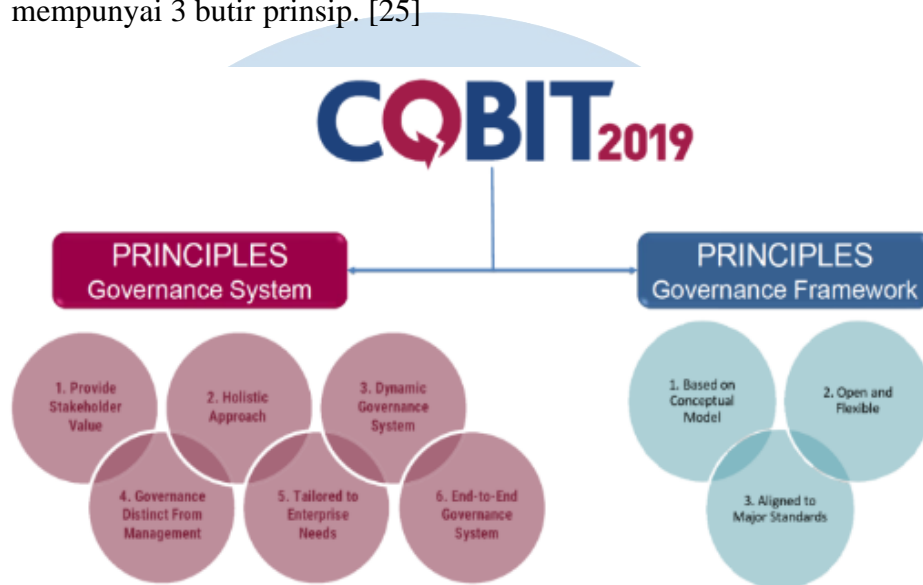 mempunyai 3 butir prinsip. [25]
COBIT 2019
PRINCIPLES
Governance System
PRINCIPLES
Governance Framework
1. Provide
Stakeholder
Value
2. Holistic
Approach
3. Dynamic
Governance
System
4. Governance
Distinct From
Management
5. Tailored to
Enterprise
Needs
6. End-to-End
Governance
System
1. Based on
Conceptual
Model
2. Open and
Flexible
3. Aligned to
Major Standards